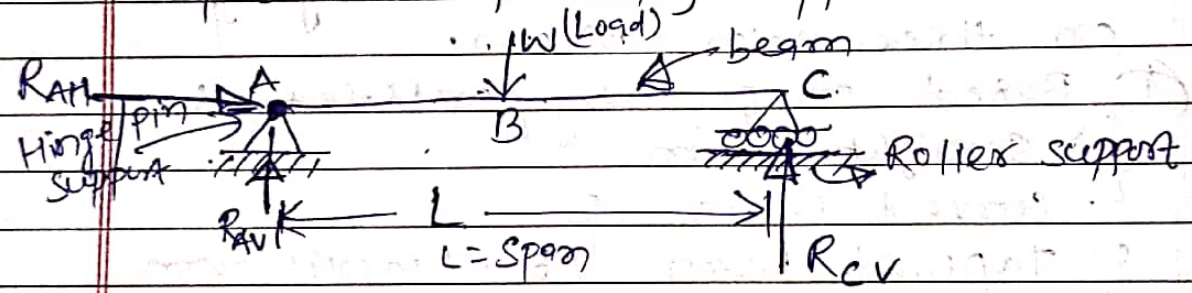 W (Load)
beam
RAH
A
C.
Hinge/pin
support
B
Roller support
RAV
L
L = Span
RCV